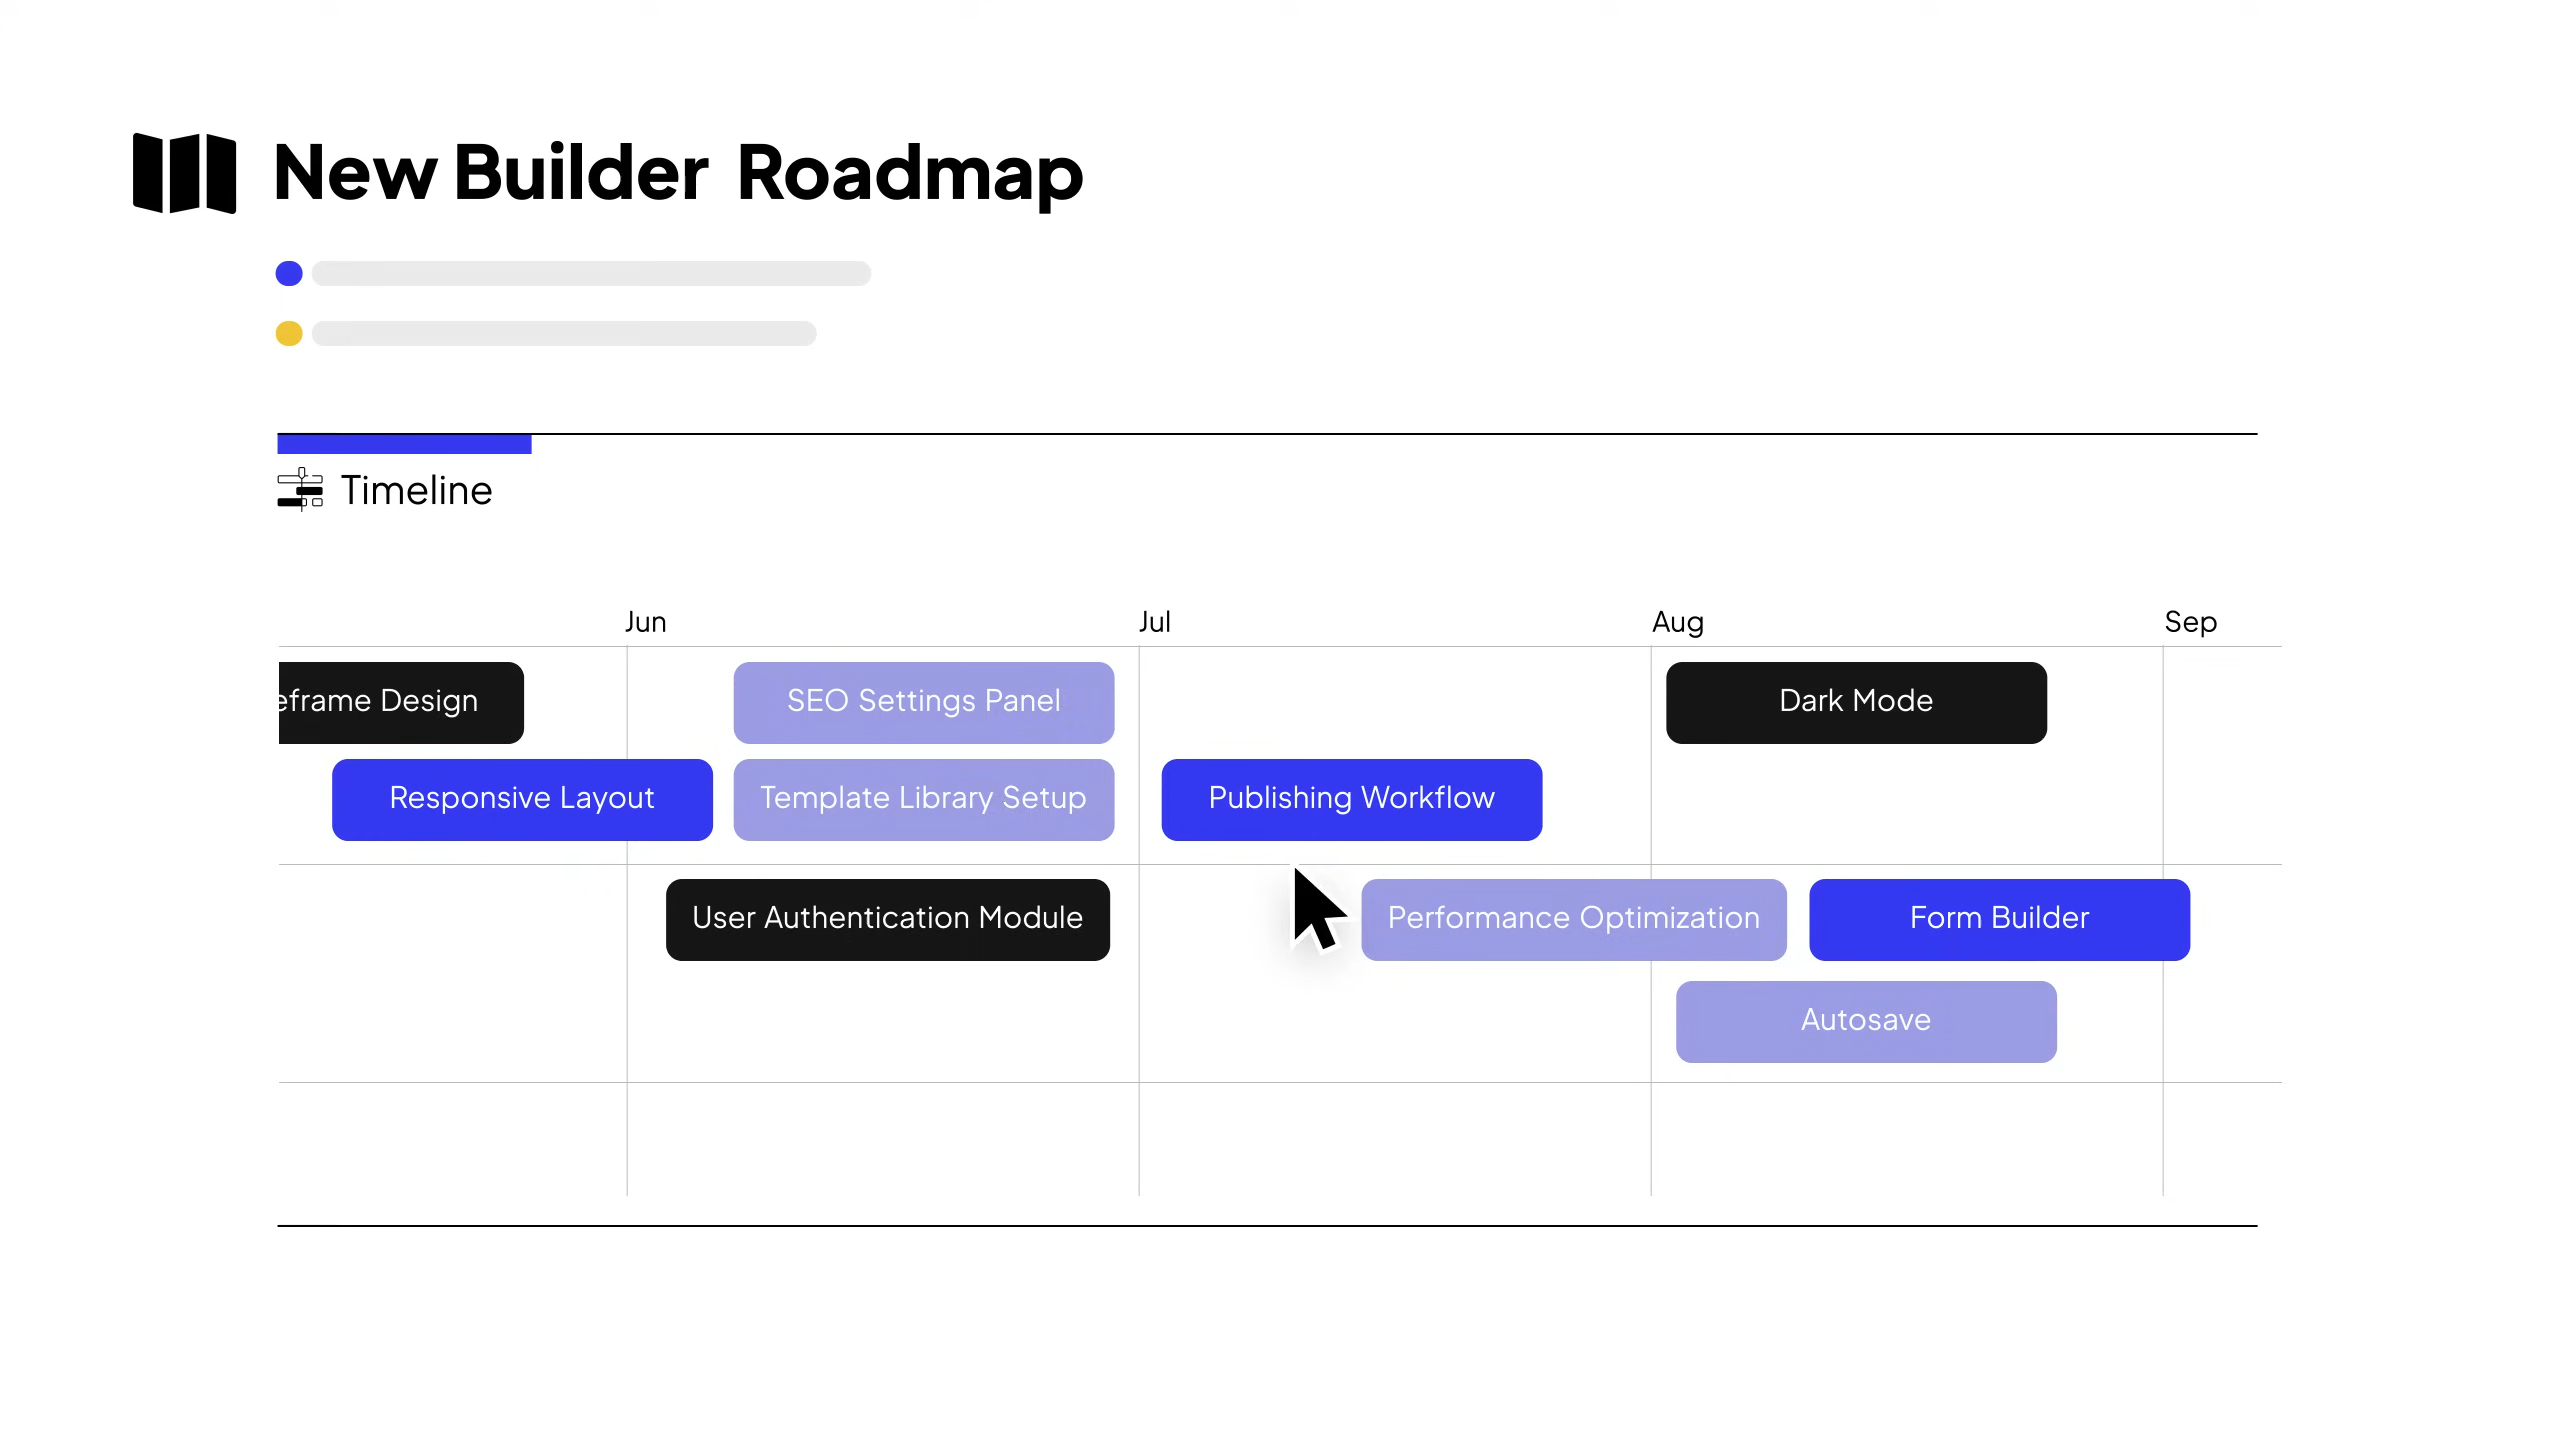 New Builder Roadmap
Timeline
Jun Jul Aug Sep
eframe Design SEO Settings Panel Dark Mode
Responsive Layout Template Library Setup Publishing Workflow
User Authentication Module Performance Optimization Form Builder
Autosave